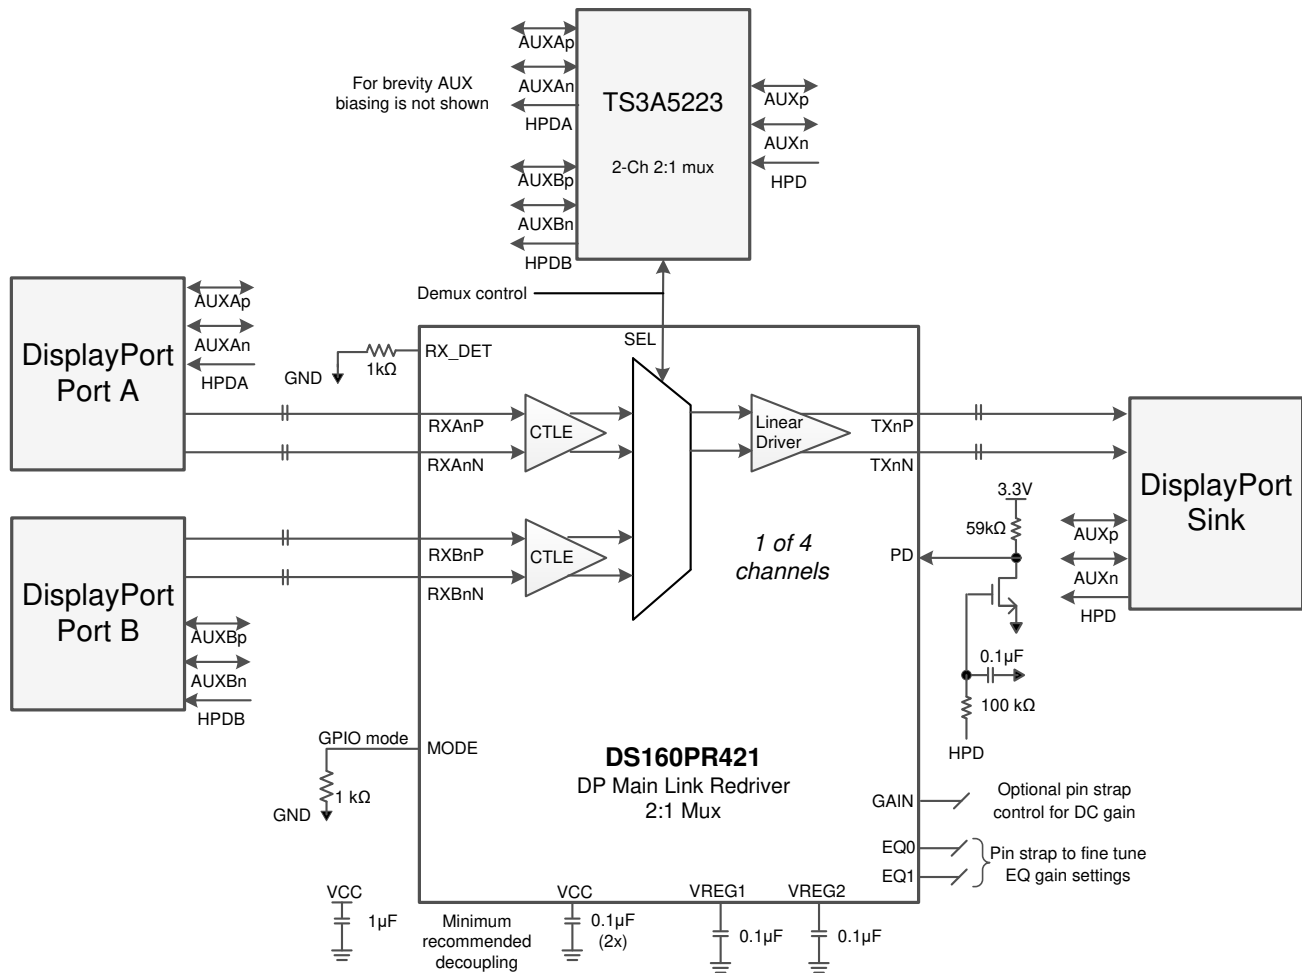 AUXAp
AUXAn
HPDA
AUXBp
AUXBn
HPDB
For brevity AUX
biasing is not shown
TS3A5223
2-Ch 2:1 mux
AUXp
AUXn
HPD
Demux control
DisplayPort
Port A
AUXAp
AUXAn
HPDA
GND
1kΩ
RX_DET
SEL
RXAnP
RXAnN
CTLE
Linear
Driver
TXnP
TXnN
DisplayPort
Port B
AUXBp
AUXBn
HPDB
RXBnP
RXBnN
CTLE
1 of 4
channels
PD
3.3V
59kΩ
0.1µF
100 kΩ
HPD
DisplayPort
Sink
AUXp
AUXn
HPD
GPIO mode
MODE
1 kΩ
GND
DS160PR421
DP Main Link Redriver
2:1 Mux
GAIN
Optional pin strap
control for DC gain
EQ0
EQ1
Pin strap to fine tune
EQ gain settings
VCC
1µF
Minimum
recommended
decoupling
VCC
0.1µF
(2x)
VREG1
0.1µF
VREG2
0.1µF